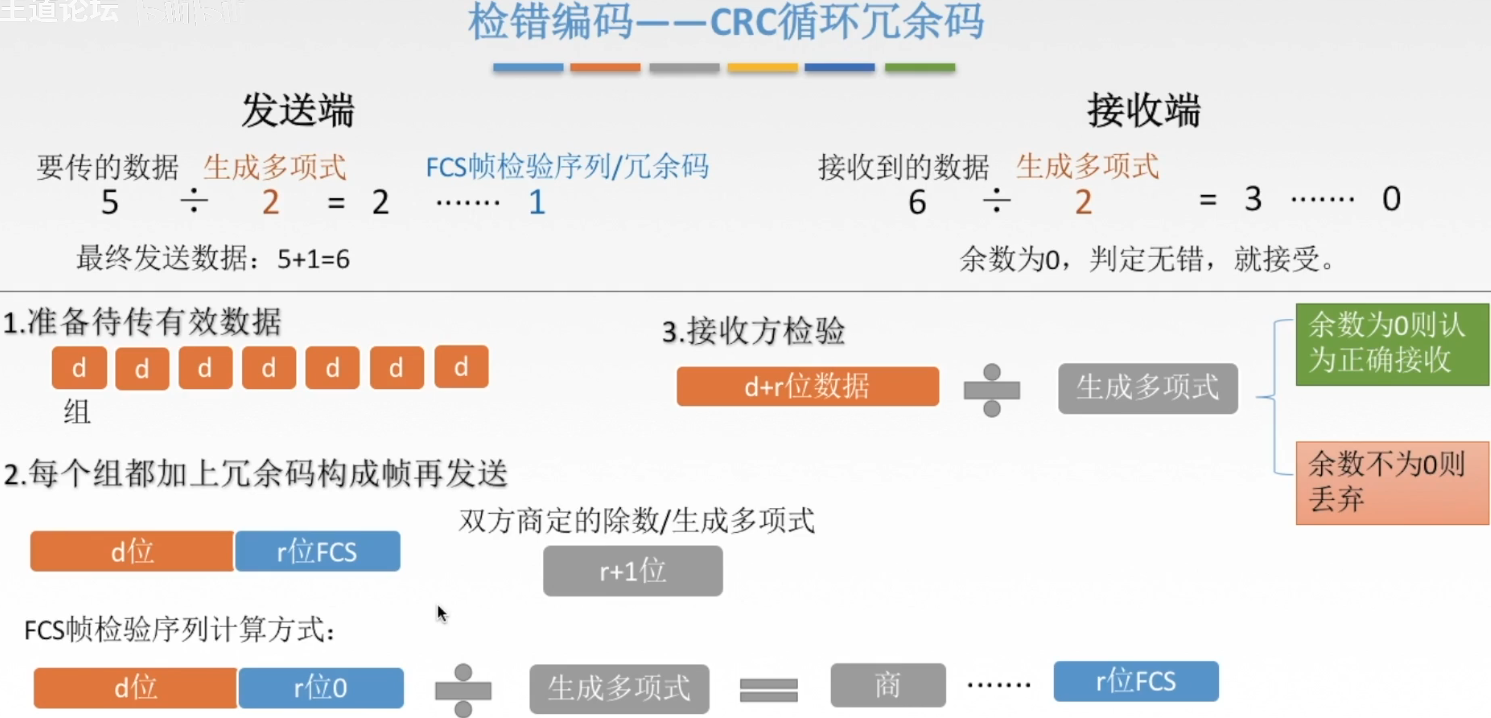 王道论坛
检错编码——CRC循环冗余码
发送端
要传的数据 生成多项式 FCS帧检验序列/冗余码
5 ÷ 2 = 2 ······· 1
最终发送数据：5+1=6
接收端
接收到的数据 生成多项式
6 ÷ 2 = 3 ······· 0
余数为0，判定无错，就接受。
1.准备待传有效数据
d d d d d d d
组
2.每个组都加上冗余码构成帧再发送
d位 r位FCS
双方商定的除数/生成多项式
r+1位
FCS帧检验序列计算方式：
d位 r位0 ÷ 生成多项式 = 商 ······· r位FCS
3.接收方检验
d+r位数据 ÷ 生成多项式
余数为0则认
为正确接收
余数不为0则
丢弃